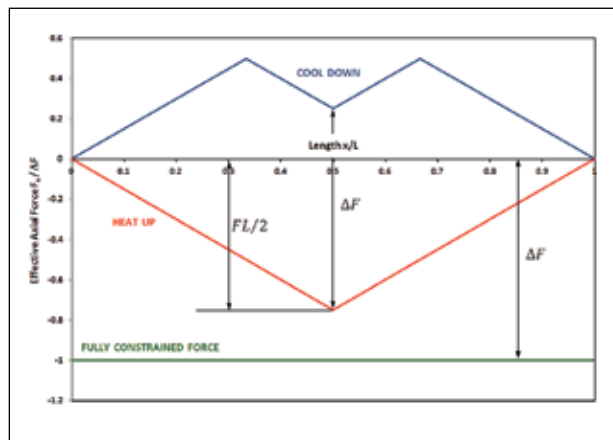 0.6
0.4
0.2
0
-0.2
-0.4
-0.6
-0.8
-1
-1.2
Effective Axial Force Fₑ / ΔF
COOL DOWN
Length x/L
0 0.1 0.2 0.3 0.4 0.5 0.6 0.7 0.8 0.9 1
HEAT UP
FL/2
ΔF
ΔF
FULLY CONSTRAINED FORCE